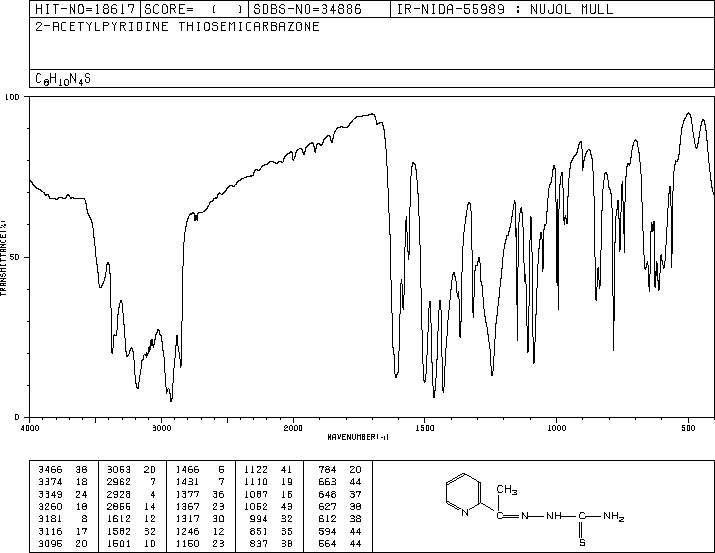 HIT-NO=18617 SCORE= ( ) SDBS-NO=34886 IR-NIDA-55989 : NUJOL MULL
2-ACETYLPYRIDINE THIOSEMICARBAZONE
C8H10N4S
100
50
0
TRANSMITTANCE(%)
4000 3000 2000 1500 1000 500
WAVENUMBER(-1)
3466 38 3053 20 1466 5 1122 41 784 20
3374 18 2962 7 1431 7 1110 19 663 44
3349 24 2928 4 1377 36 1087 16 648 37
3260 18 2866 14 1367 23 1052 43 627 38
3181 8 1612 12 1317 30 994 32 612 38
3116 17 1582 32 1246 12 851 35 594 44
3095 20 1501 10 1150 23 837 38 564 44
CH3
N C=N-NH-C-NH2
S